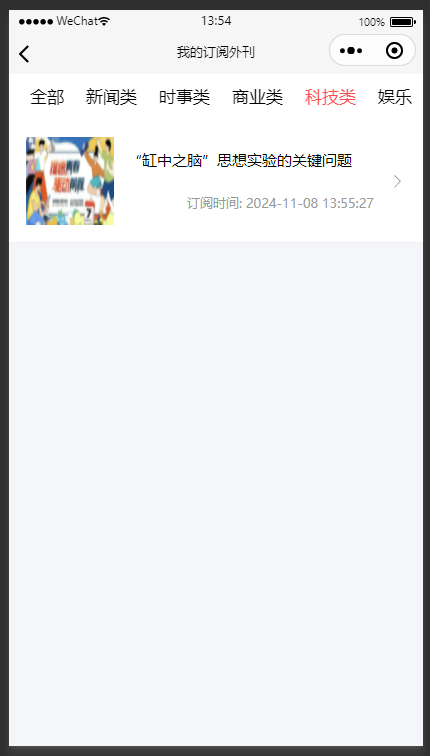 ●●●●● WeChat 13:54 100%
我的订阅外刊
全部 新闻类 时事类 商业类 科技类 娱乐
“缸中之脑”思想实验的关键问题
订阅时间: 2024-11-08 13:55:27